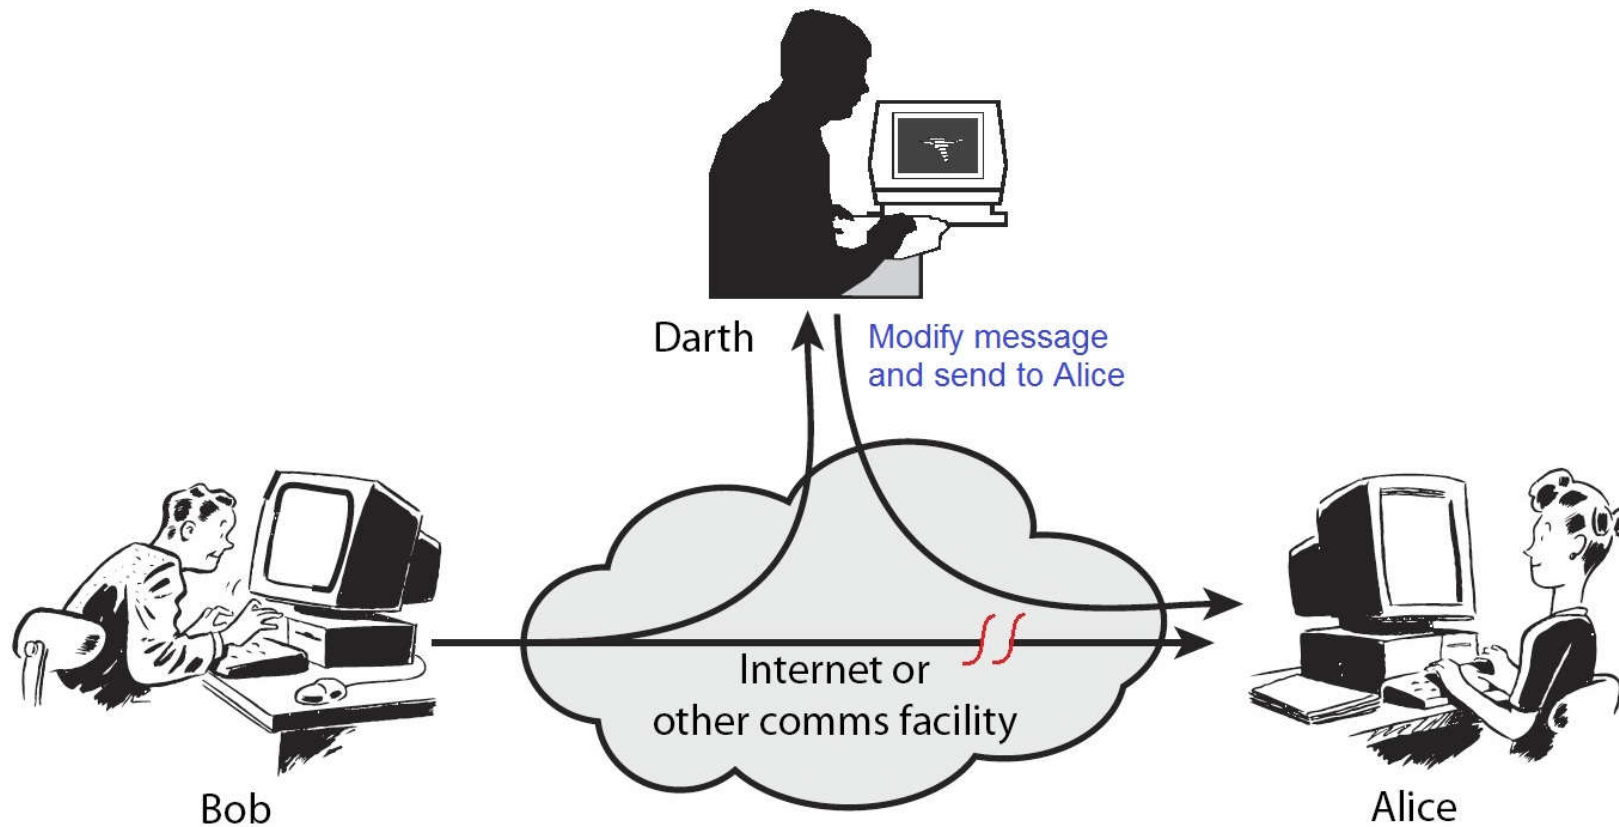 Darth
Modify message
and send to Alice
Internet or
other comms facility
Bob
Alice